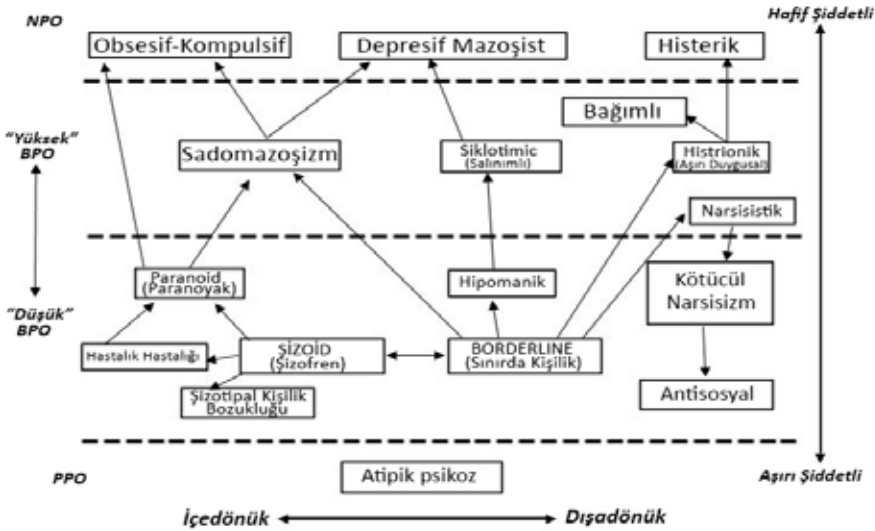 NPO
Hafif Şiddetli
Obsesif-Kompulsif
Depresif Mazoşist
Histerik
Bağımlı
"Yüksek"
BPO
Sadomazoşizm
Siklotimic
(Salınımlı)
Histrionik
(Aşırı Duygusal)
Narsisistik
Paranoid
(Paranoyak)
Hipomanik
Kötücül
Narsisizm
"Düşük"
BPO
Hastalık Hastalığı
ŞİZOİD
(Şizofren)
BORDERLINE
(Sınırda Kişilik)
Şizotipal Kişilik
Bozukluğu
Antisosyal
PPO
Atipik psikoz
Aşırı Şiddetli
İçedönük
Dışadönük